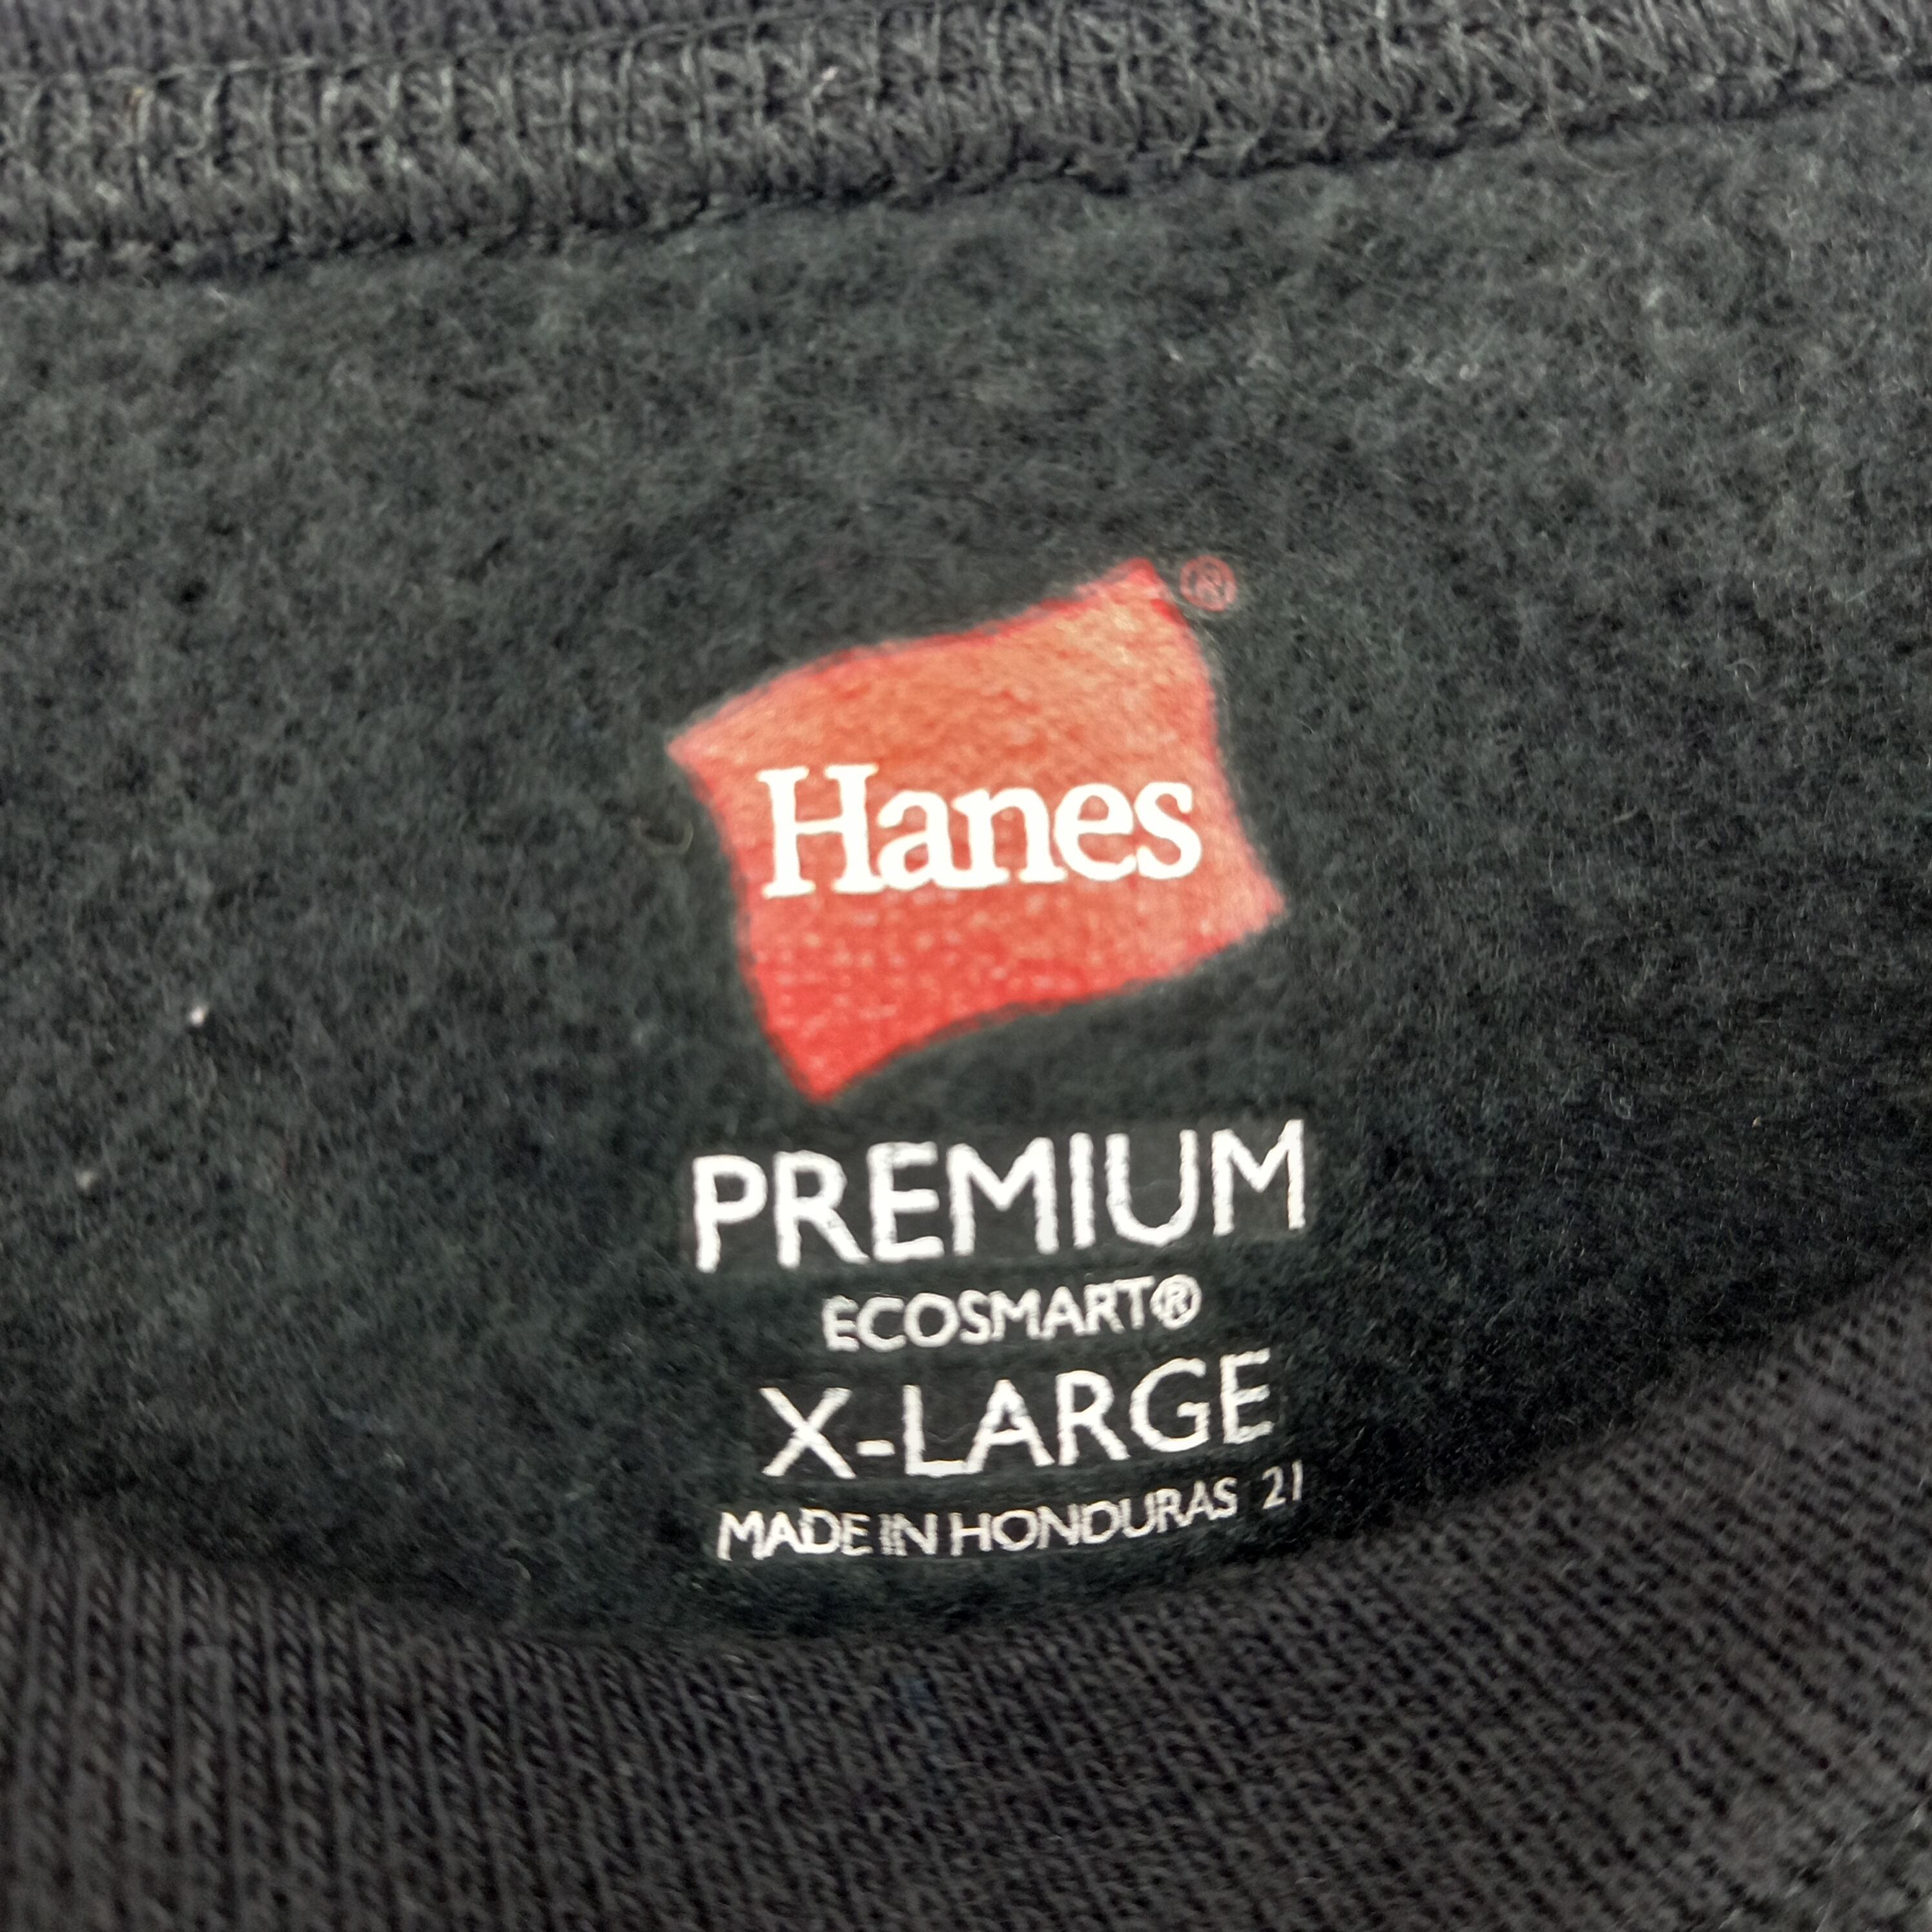 Hanes®
PREMIUM
ECOSMART®
X-LARGE
MADE IN HONDURAS 21